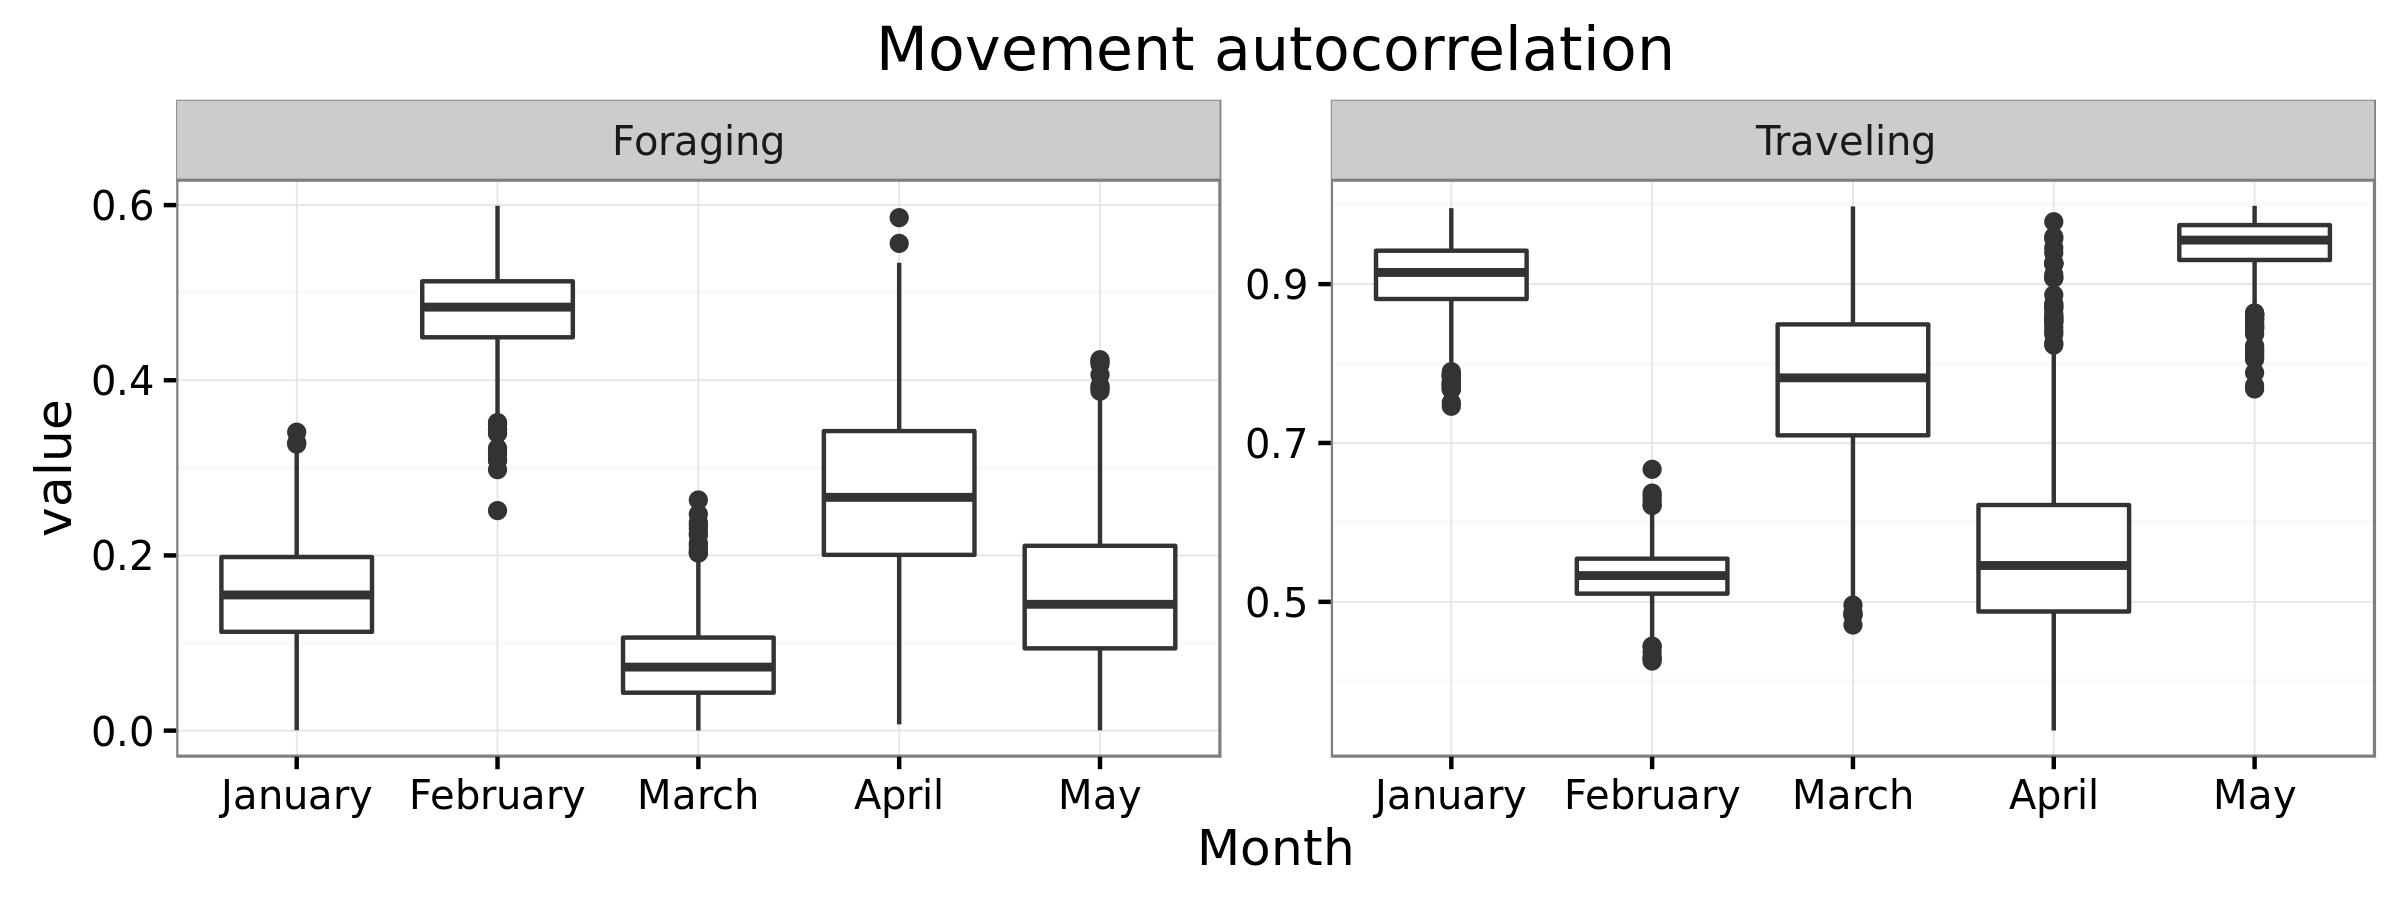 Movement autocorrelation
Foraging
Traveling
value
0.6
0.4
0.2
0.0
0.9
0.7
0.5
January February March April May
January February March April May
Month